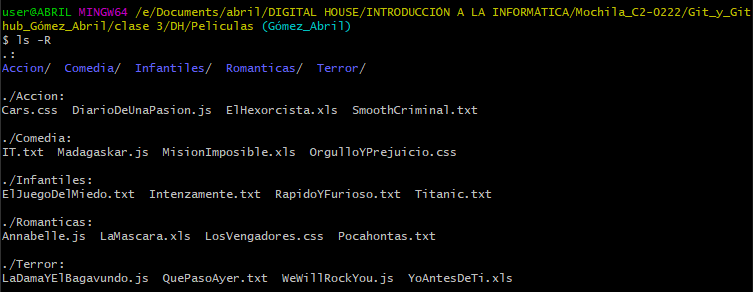 user@ABRIL MINGW64 /e/Documents/abril/DIGITAL HOUSE/INTRODUCCIÓN A LA INFORMÁTICA/Mochila_C2-0222/Git_y_Git
hub_Gómez_Abril/clase 3/DH/Peliculas (Gómez_Abril)
$ ls -R
.:
Accion/  Comedia/  Infantiles/  Romanticas/  Terror/

./Accion:
Cars.css  DiarioDeUnaPasion.js  ElHexorcista.xls  SmoothCriminal.txt

./Comedia:
IT.txt  Madagaskar.js  MisionImposible.xls  OrgulloYPrejuicio.css

./Infantiles:
ElJuegoDelMiedo.txt  Intenzamente.txt  RapidoYFurioso.txt  Titanic.txt

./Romanticas:
Annabelle.js  LaMascara.xls  LosVengadores.css  Pocahontas.txt

./Terror:
LaDamaYElBagavundo.js  QuePasoAyer.txt  WeWillRockYou.js  YoAntesDeTi.xls